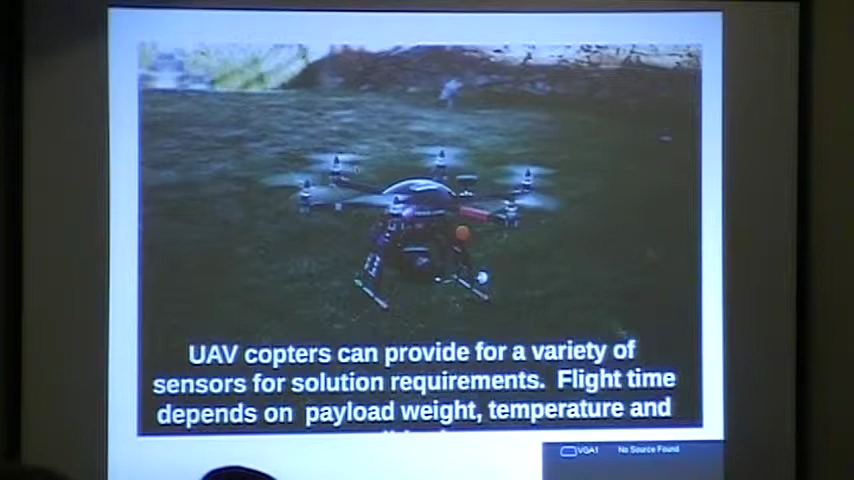 UAV copters can provide for a variety of
sensors for solution requirements.  Flight time
depends on  payload weight, temperature and
VGA1 No Source Found